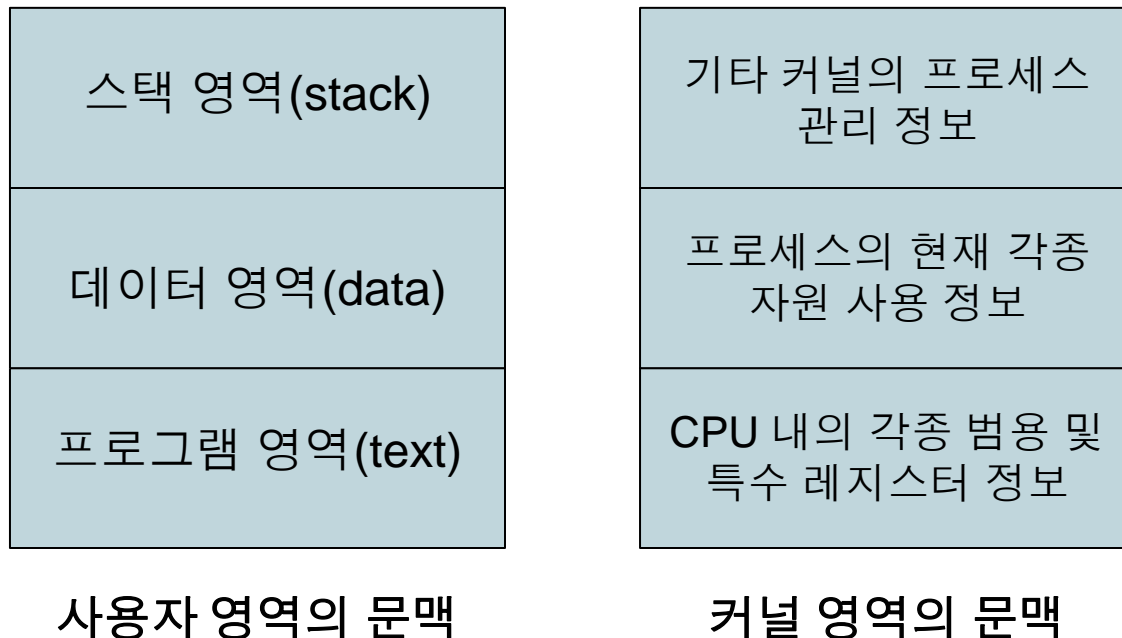 스택 영역(stack)
데이터 영역(data)
프로그램 영역(text)
사용자 영역의 문맥
기타 커널의 프로세스
관리 정보
프로세스의 현재 각종
자원 사용 정보
CPU 내의 각종 범용 및
특수 레지스터 정보
커널 영역의 문맥